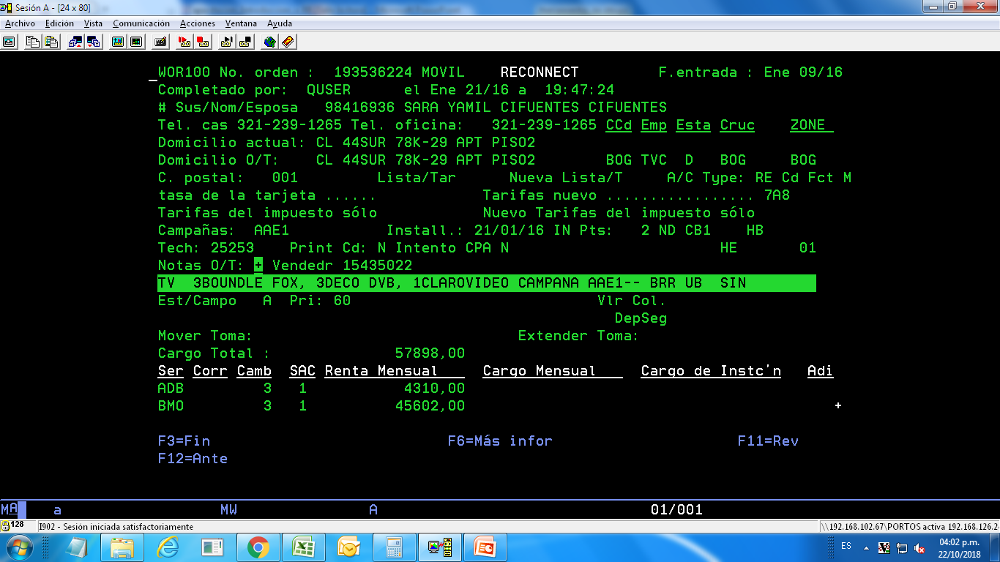 Sesión A - [24 x 80]
Archivo Edición Vista Comunicación Acciones Ventana Ayuda
WOR100 No. orden : 193536224 MOVIL RECONNECT F.entrada : Ene 09/16
Completado por: QUSER el Ene 21/16 a 19:47:24
# Sus/Nom/Esposa 98416936 SARA YAMIL CIFUENTES CIFUENTES
Tel. cas 321-239-1265 Tel. oficina: 321-239-1265 CCd Emp Esta Cruc ZONE
Domicilio actual: CL 44SUR 78K-29 APT PISO2
Domicilio O/T: CL 44SUR 78K-29 APT PISO2 BOG TVC D BOG BOG
C. postal: 001 Lista/Tar Nueva Lista/T A/C Type: RE Cd Fct M
tasa de la tarjeta ...... Tarifas nuevo ................. 7A8
Tarifas del impuesto sólo Nuevo Tarifas del impuesto sólo
Campañas: AAE1 Install.: 21/01/16 IN Pts: 2 ND CB1 HB
Tech: 25253 Print Cd: N Intento CPA N HE 01
Notas O/T: + Vendedr 15435022
TV 3BOUNDLE FOX, 3DECO DVB, 1CLAROVIDEO CAMPANA AAE1-- BRR UB SIN
Est/Campo A Pri: 60 Vlr Col.
DepSeg
Mover Toma: Extender Toma:
Cargo Total : 57898,00
Ser Corr Camb SAC Renta Mensual Cargo Mensual Cargo de Instc'n Adi
ADB 3 1 4310,00
BMO 3 1 45602,00 +
F3=Fin F6=Más infor F11=Rev
F12=Ante
MA a MW A 01/001
128 I902 - Sesión iniciada satisfactoriamente \\192.168.102.67\PORTOS activa 192.168.126.2
ES 04:02 p.m.
22/10/2018